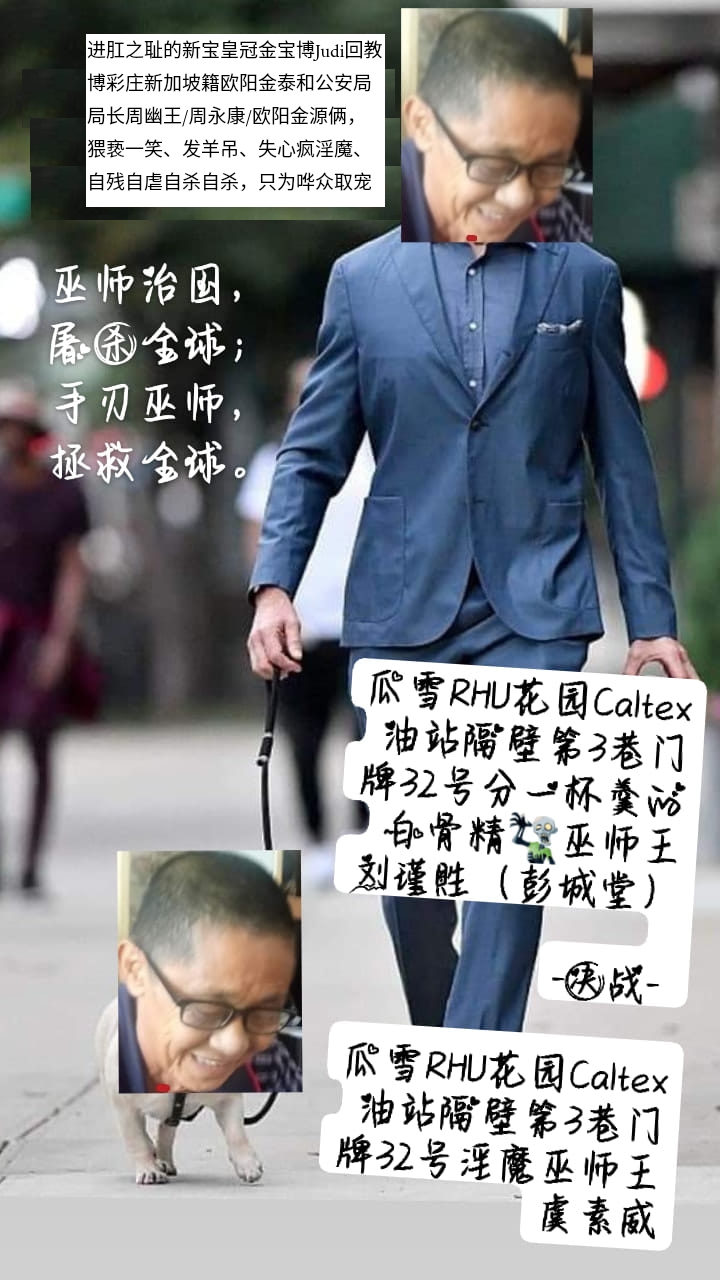 进肛之耻的新宝皇冠金宝博Judi回教
博彩庄新加坡籍欧阳金泰和公安局
局长周幽王/周永康/欧阳金源俩，
猥亵一笑、发羊吊、失心疯淫魔、
自残自虐自杀自杀，只为哗众取宠
巫师治国，
屠杀全球；
手刃巫师，
拯救全球。
瓜雪RHU花园Caltex
油站隔壁第3巷门
牌32号分一杯羹的
白骨精🧟巫师王
刘瑾胜（彭城堂）
-决战-
瓜雪RHU花园Caltex
油站隔壁第3巷门
牌32号淫魔巫师王
虞素威